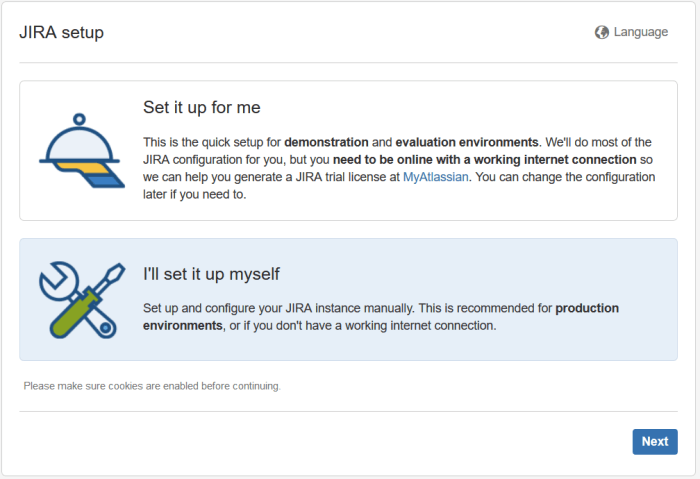 JIRA setup
Language
Set it up for me
This is the quick setup for demonstration and evaluation environments. We'll do most of the
JIRA configuration for you, but you need to be online with a working internet connection so
we can help you generate a JIRA trial license at MyAtlassian. You can change the configuration
later if you need to.
I'll set it up myself
Set up and configure your JIRA instance manually. This is recommended for production
environments, or if you don't have a working internet connection.
Please make sure cookies are enabled before continuing.
Next